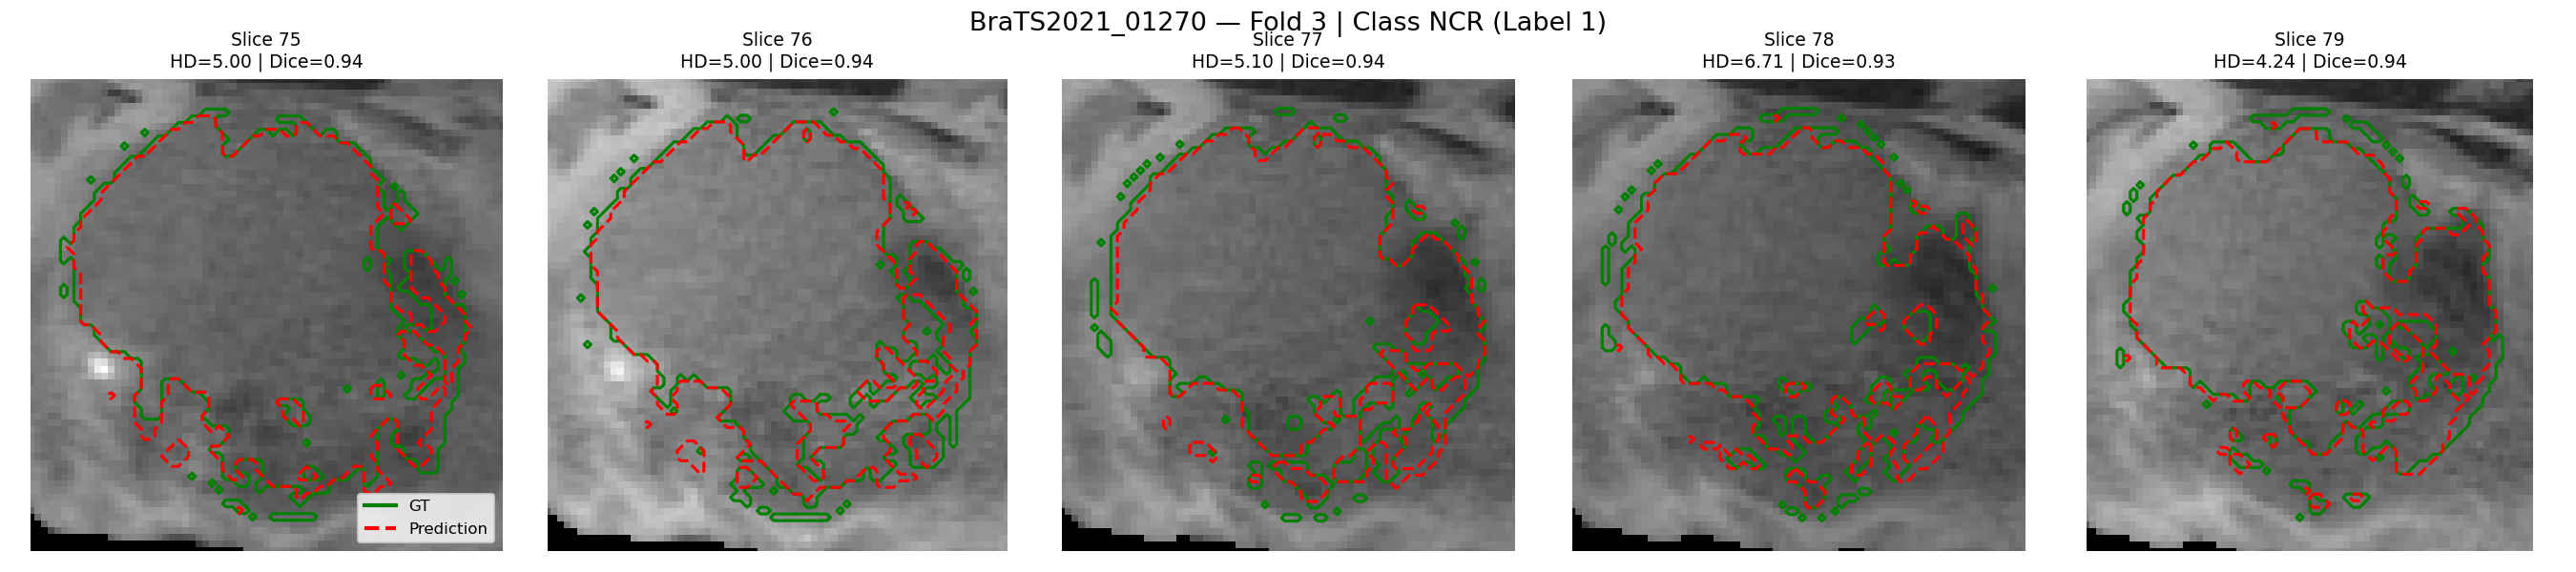 BraTS2021_01270 — Fold 3 | Class NCR (Label 1)
Slice 75
HD=5.00 | Dice=0.94
Slice 76
HD=5.00 | Dice=0.94
Slice 77
HD=5.10 | Dice=0.94
Slice 78
HD=6.71 | Dice=0.93
Slice 79
HD=4.24 | Dice=0.94
GT
Prediction